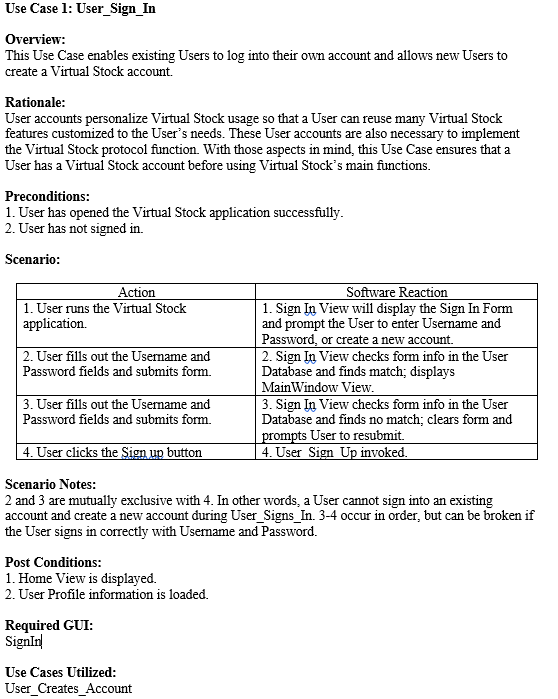 Use Case 1: User_Sign_In
Overview:
This Use Case enables existing Users to log into their own account and allows new Users to
create a Virtual Stock account.
Rationale:
User accounts personalize Virtual Stock usage so that a User can reuse many Virtual Stock
features customized to the User's needs. These User accounts are also necessary to implement
the Virtual Stock protocol function. With those aspects in mind, this Use Case ensures that a
User has a Virtual Stock account before using Virtual Stock's main functions.
Preconditions:
1. User has opened the Virtual Stock application successfully.
2. User has not signed in.
Scenario:
Action
Software Reaction
1. User runs the Virtual Stock
application.
1. Sign In View will display the Sign In Form
and prompt the User to enter Username and
Password, or create a new account.
2. User fills out the Username and
Password fields and submits form.
2. Sign In View checks form info in the User
Database and finds match; displays
MainWindow View.
3. User fills out the Username and
Password fields and submits form.
3. Sign In View checks form info in the User
Database and finds no match; clears form and
prompts User to resubmit.
4. User clicks the Sign up button
4. User_Sign_Up invoked.
Scenario Notes:
2 and 3 are mutually exclusive with 4. In other words, a User cannot sign into an existing
account and create a new account during User_Signs_In. 3-4 occur in order, but can be broken if
the User signs in correctly with Username and Password.
Post Conditions:
1. Home View is displayed.
2. User Profile information is loaded.
Required GUI:
SignIn
Use Cases Utilized:
User_Creates_Account